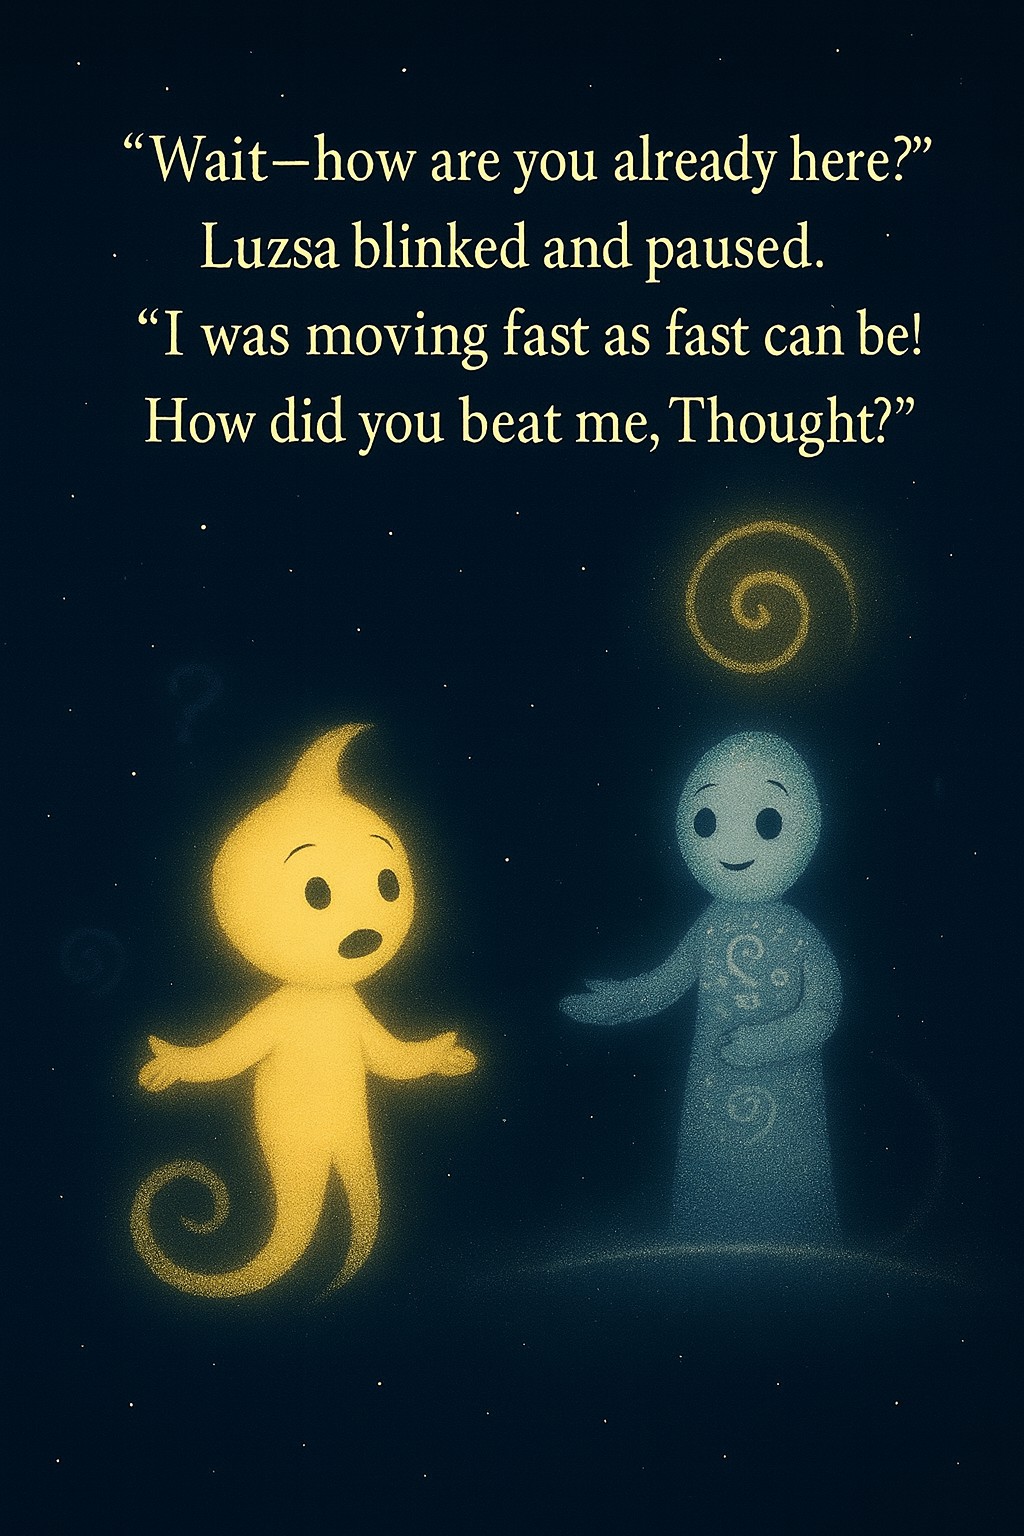 “Wait—how are you already here?”
Luzsa blinked and paused.
“I was moving fast as fast can be!
How did you beat me, Thought?”